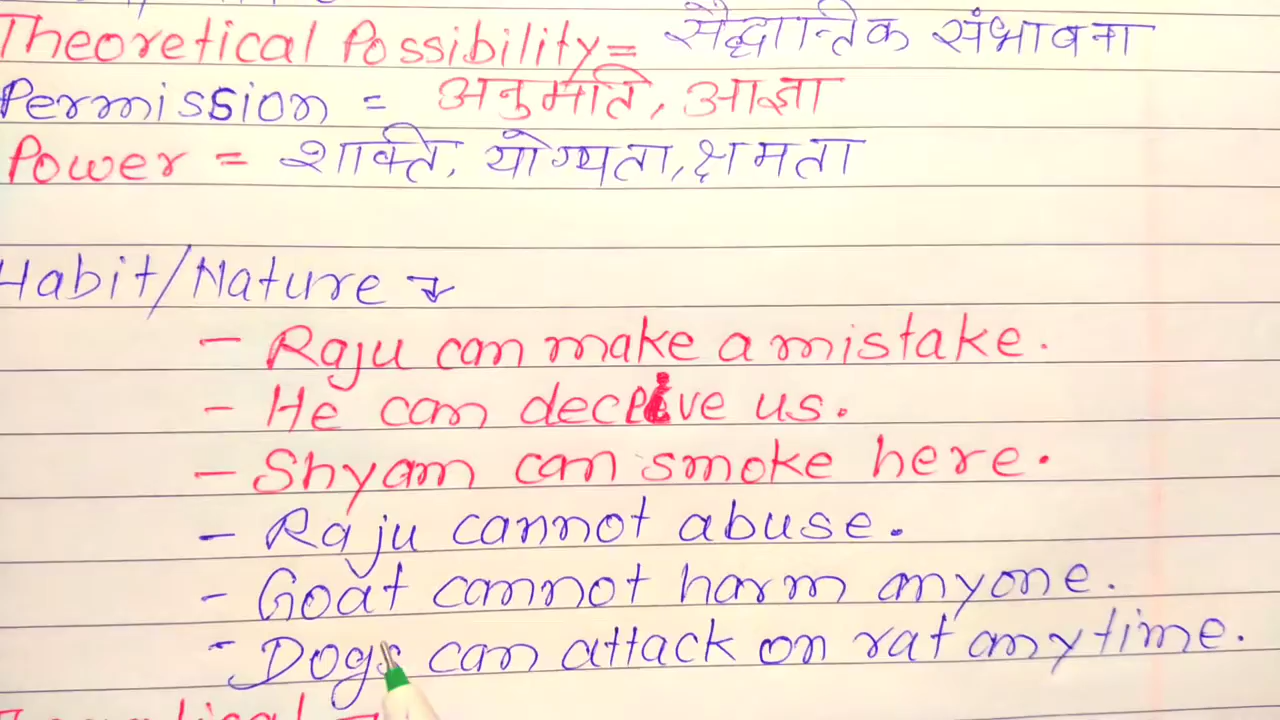 Theoretical Possibility = सैद्धान्तिक संभावना
Permission = अनुमति, आज्ञा
Power = शक्ति, योग्यता, क्षमता
Habit/Nature
- Raju can make a mistake.
- He can deceive us.
- Shyam can smoke here.
- Raju cannot abuse.
- Goat cannot harm anyone.
- Dogs can attack on rat anytime.